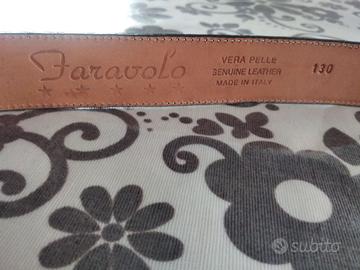 Faravolo
VERA PELLE
GENUINE LEATHER
MADE IN ITALY
130
subito